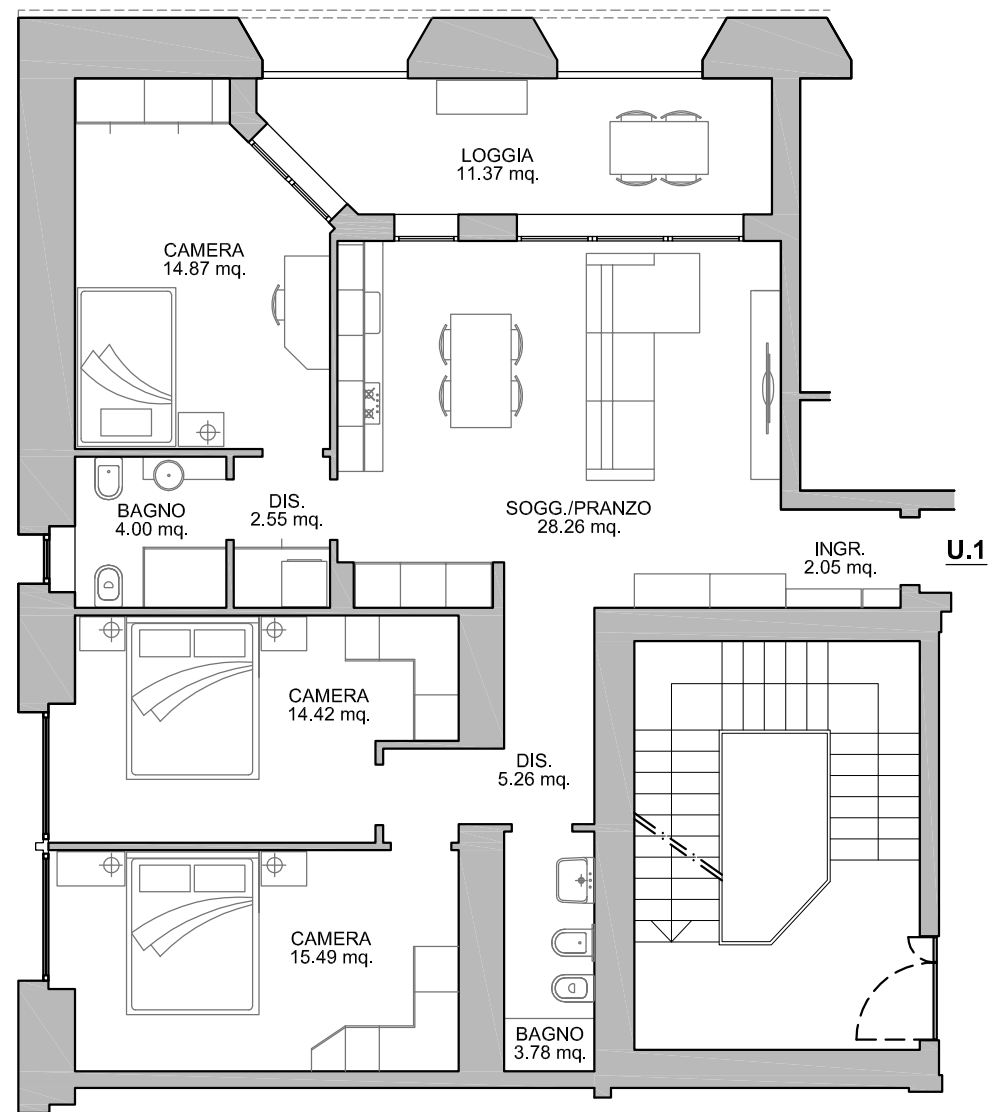 LOGGIA
11.37 mq.
CAMERA
14.87 mq.
BAGNO
4.00 mq.
DIS.
2.55 mq.
SOGG./PRANZO
28.26 mq.
INGR.
2.05 mq.
U.1
CAMERA
14.42 mq.
DIS.
5.26 mq.
CAMERA
15.49 mq.
BAGNO
3.78 mq.